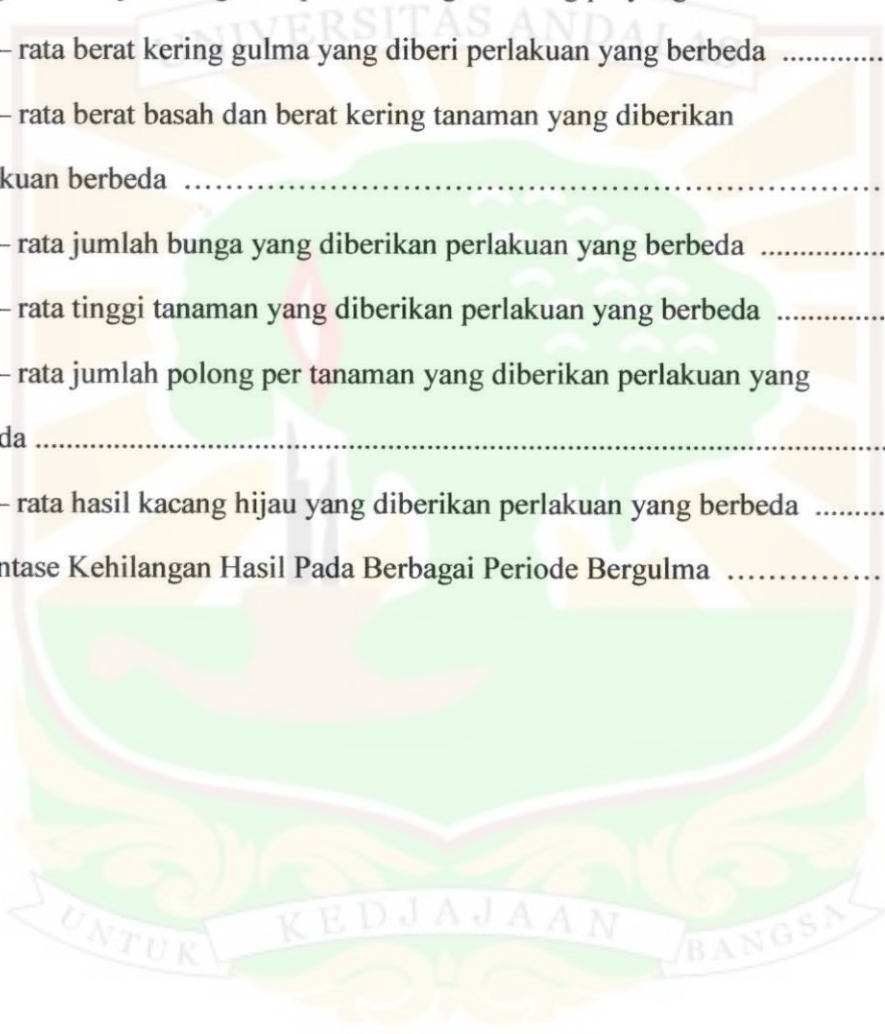 UNIVERSITAS ANDALAS
– rata berat kering gulma yang diberi perlakuan yang berbeda .............
– rata berat basah dan berat kering tanaman yang diberikan
kuan berbeda ......................................................................
– rata jumlah bunga yang diberikan perlakuan yang berbeda ................
– rata tinggi tanaman yang diberikan perlakuan yang berbeda ..............
– rata jumlah polong per tanaman yang diberikan perlakuan yang
da ..............................................................................................................
– rata hasil kacang hijau yang diberikan perlakuan yang berbeda .........
ntase Kehilangan Hasil Pada Berbagai Periode Bergulma ................
UNTUK KEDJAJAAN BANGSA